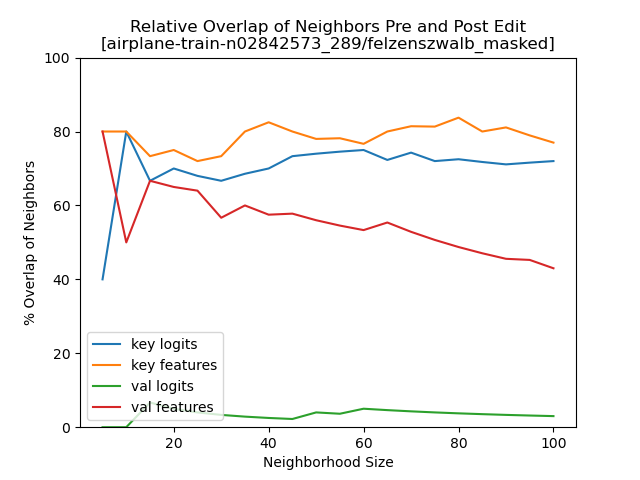 Relative Overlap of Neighbors Pre and Post Edit
[airplane-train-n02842573_289/felzenszwalb_masked]
100
80
60
40
20
0
% Overlap of Neighbors
key logits
key features
val logits
val features
20
40
60
80
100
Neighborhood Size